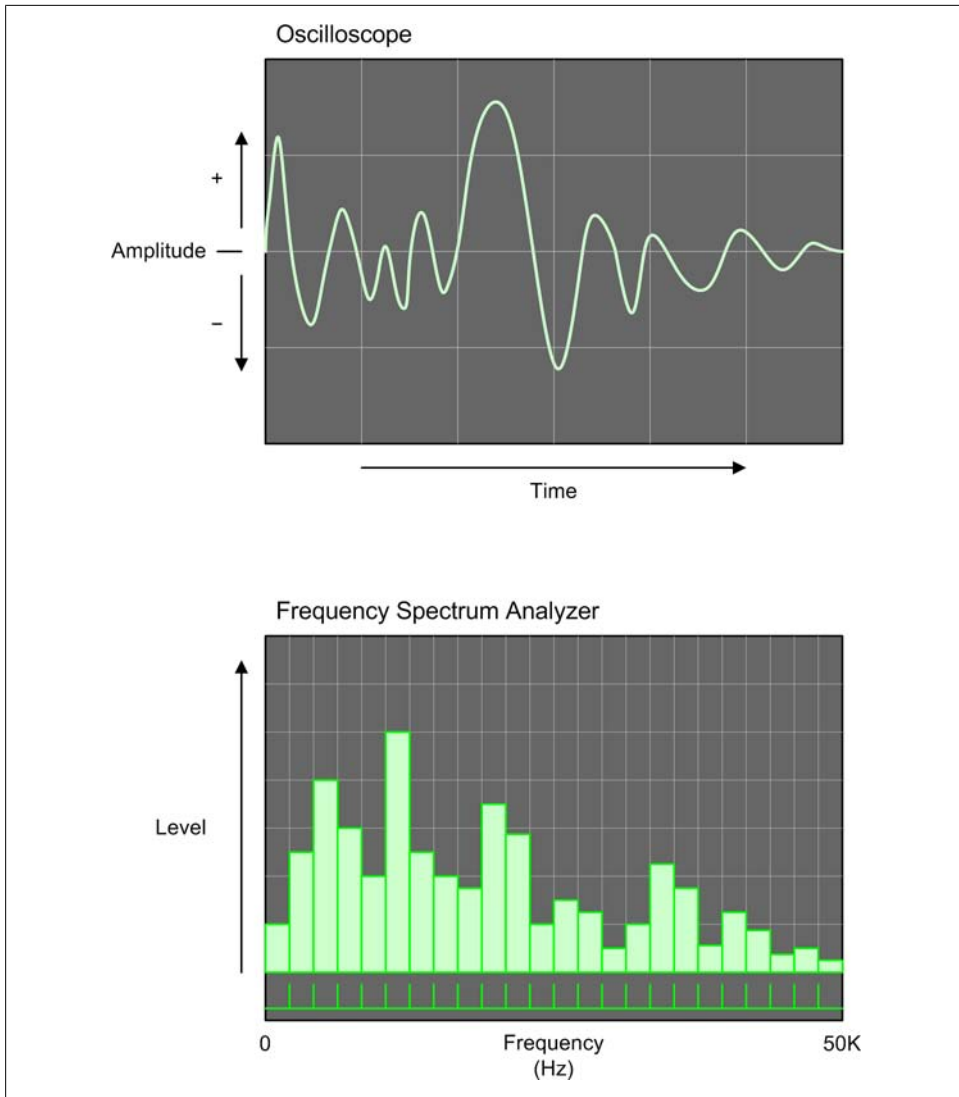 Oscilloscope
+
Amplitude
–
Time
Frequency Spectrum Analyzer
Level
0
Frequency
(Hz)
50K